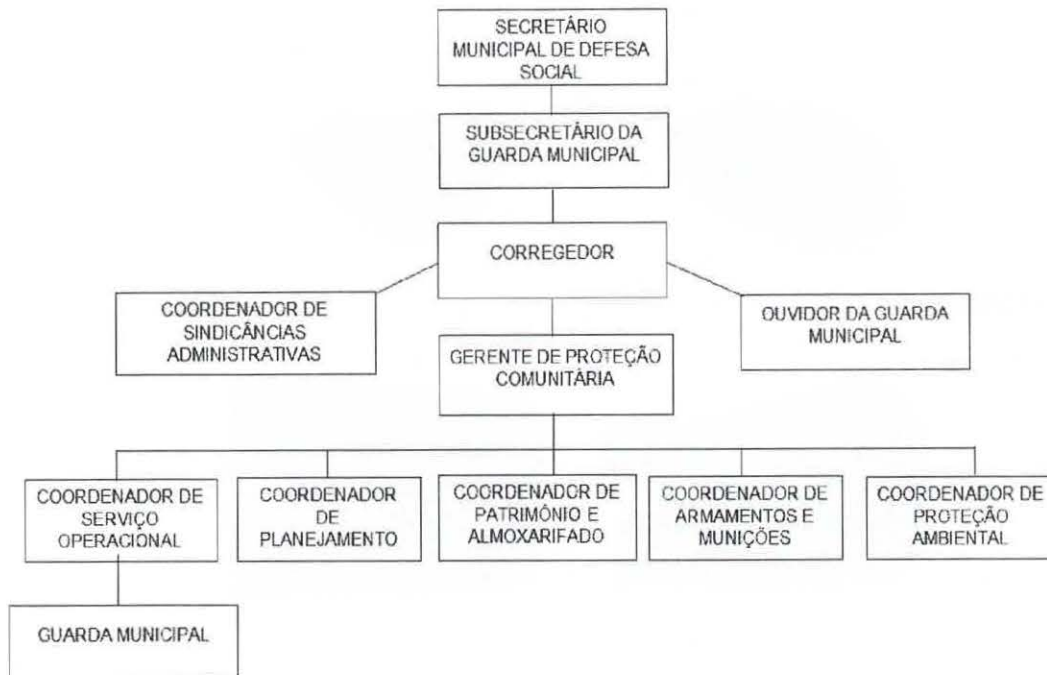 SECRETÁRIO
MUNICIPAL DE DEFESA
SOCIAL
SUBSECRETÁRIO DA
GUARDA MUNICIPAL
CORREGEDOR
COORDENADOR DE
SINDICÂNCIAS
ADMINISTRATIVAS
OUVIDOR DA GUARDA
MUNICIPAL
GERENTE DE PROTEÇÃO
COMUNITÁRIA
COORDENADOR DE
SERVIÇO
OPERACIONAL
COORDENADOR
DE
PLANEJAMENTO
COORDENADOR DE
PATRIMÔNIO E
ALMOXARIFADO
COORDENADOR DE
ARMAMENTOS E
MUNIÇÕES
COORDENADOR DE
PROTEÇÃO
AMBIENTAL
GUARDA MUNICIPAL